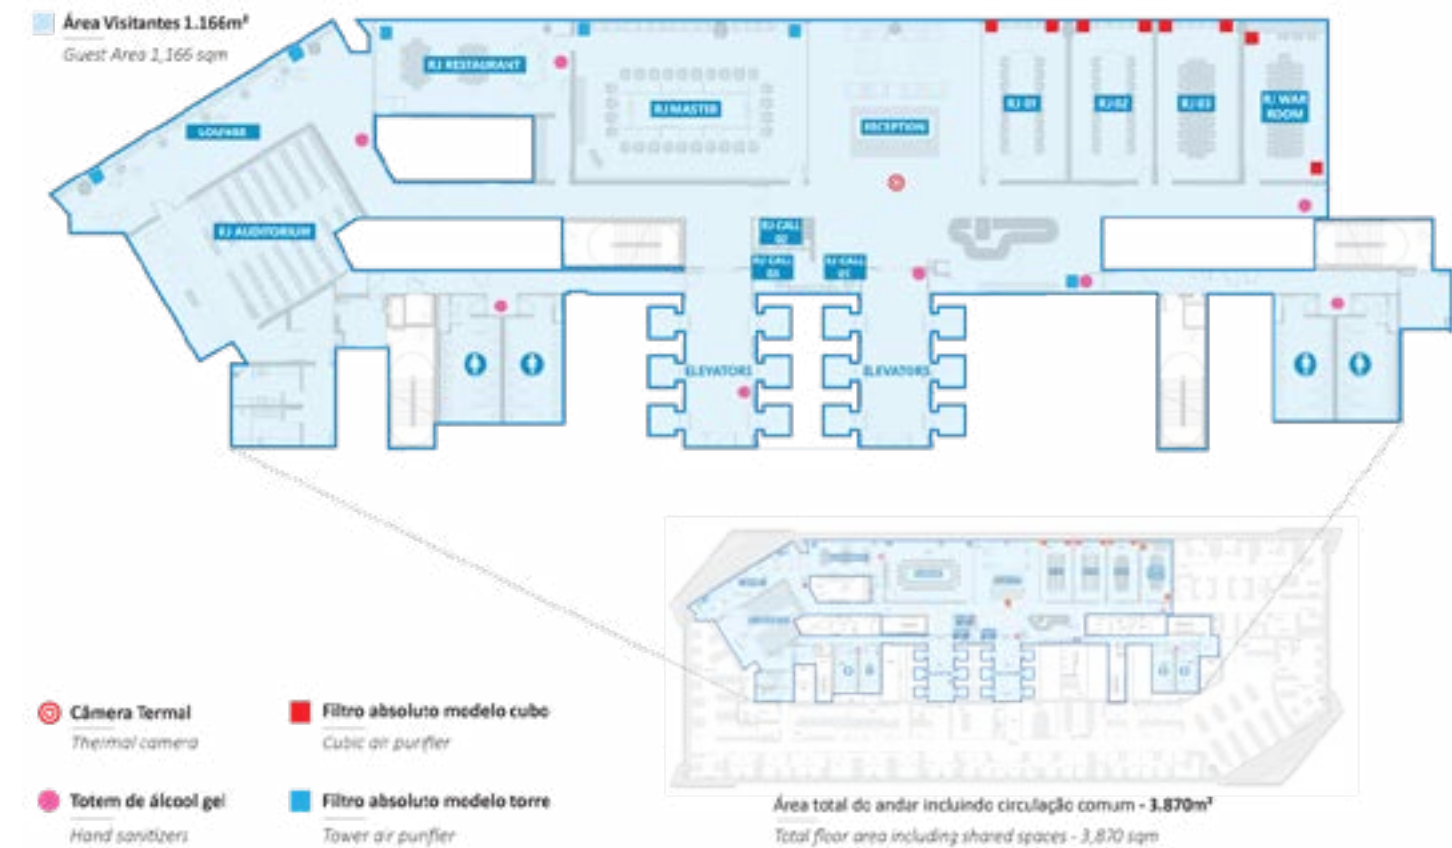 Área Visitantes 1.166m²
Guest Area 1,166 sqm
RJ RESTAURANT
LOUNGE
RJ MASTER
RECEPTION
RJ 01
RJ 02
RJ 03
RJ WAR
ROOM
RJ AUDITORIUM
RJ CALL
02
RJ CALL
03
RJ CALL
01
ELEVATORS
ELEVATORS
Câmera Termal
Thermal camera
Filtro absoluto modelo cubo
Cubic air purifier
Totem de álcool gel
Hand sanitizers
Filtro absoluto modelo torre
Tower air purifier
Área total do andar incluindo circulação comum - 3.870m²
Total floor area including shared spaces - 3,870 sqm